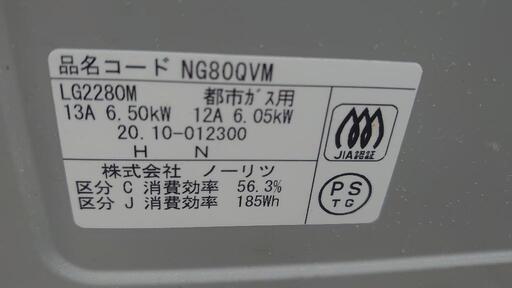 品名コード NG80QVM
LG2280M 都市ガス用
13A 6.50kW 12A 6.05kW
20.10-012300
H N
株式会社 ノーリツ
区分 C 消費効率 56.3%
区分 J 消費効率 185Wh
JIA認証
PS
TG